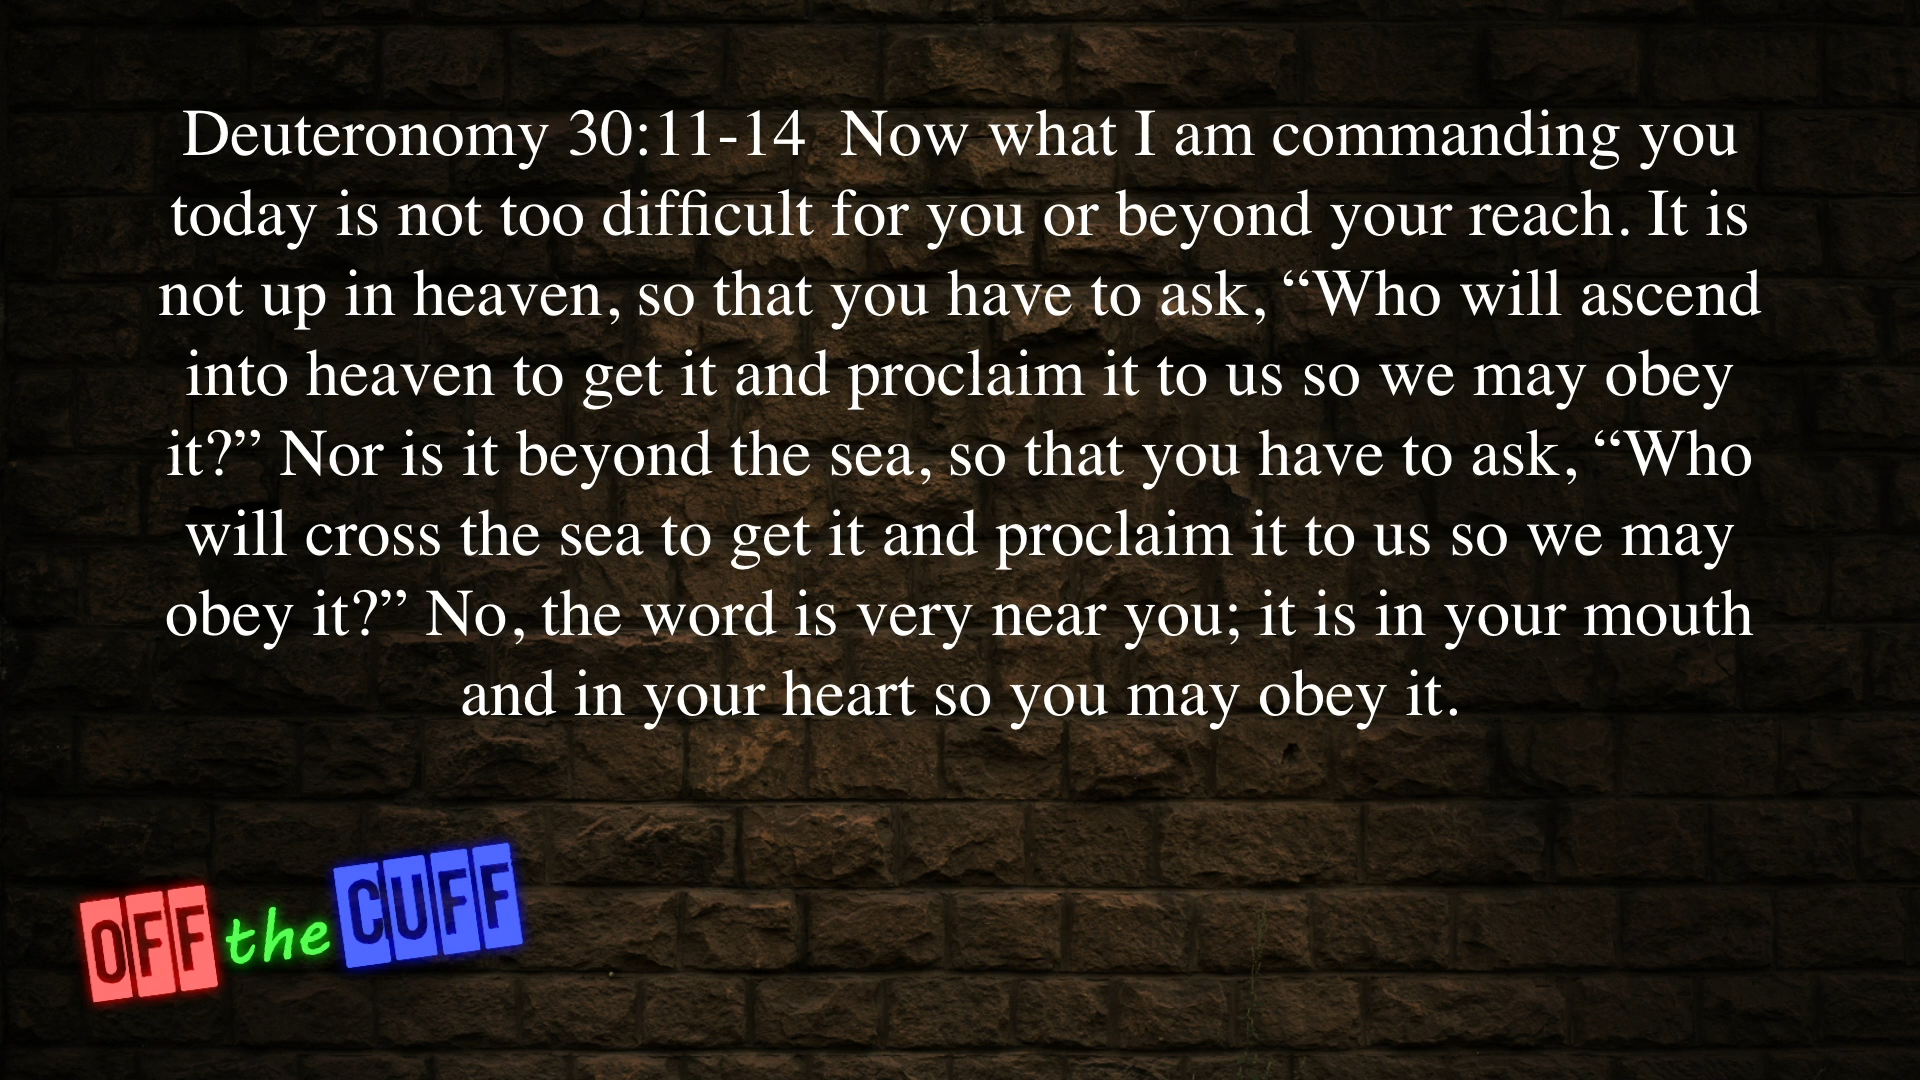 Deuteronomy 30:11-14  Now what I am commanding you
today is not too difficult for you or beyond your reach. It is
not up in heaven, so that you have to ask, “Who will ascend
into heaven to get it and proclaim it to us so we may obey
it?” Nor is it beyond the sea, so that you have to ask, “Who
will cross the sea to get it and proclaim it to us so we may
obey it?” No, the word is very near you; it is in your mouth
and in your heart so you may obey it.
OFF the CUFF